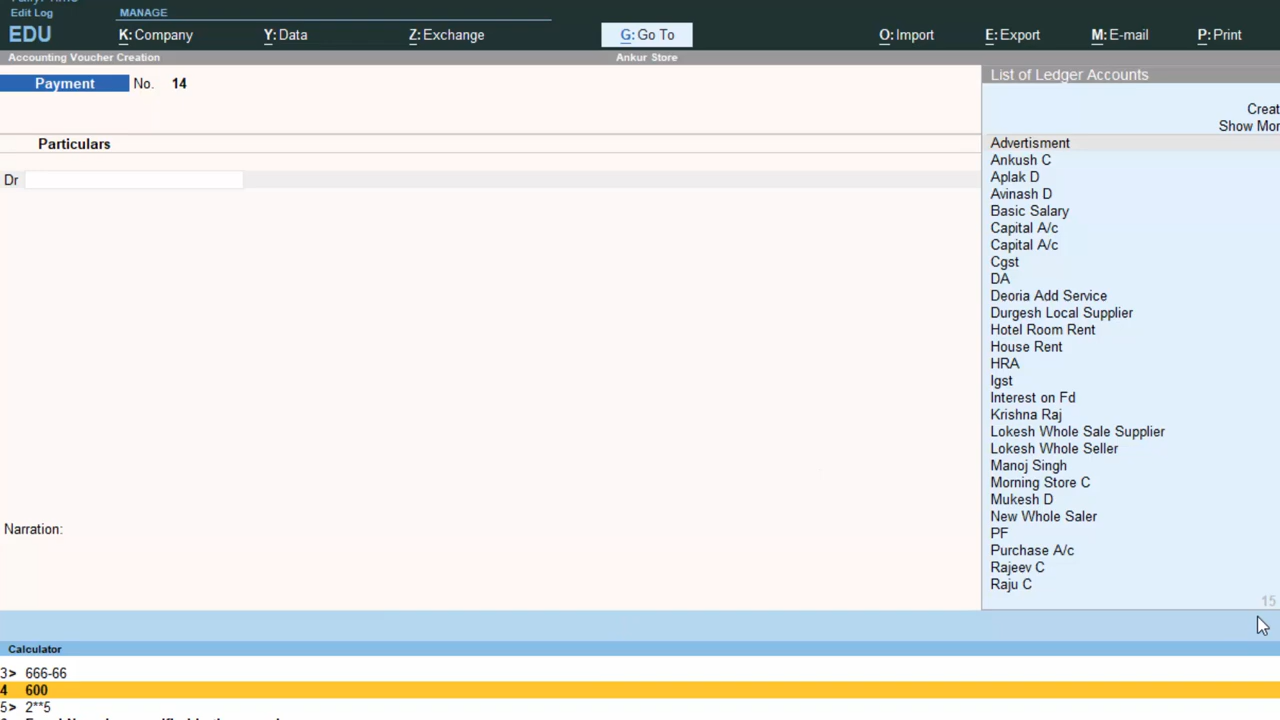 Edit Log
MANAGE
EDU
K: Company
Y: Data
Z: Exchange
G: Go To
O: Import
E: Export
M: E-mail
P: Print
Accounting Voucher Creation
Ankur Store
Payment No. 14
Particulars
Dr
Narration:
List of Ledger Accounts
Creat
Show Mor
Advertisment
Ankush C
Aplak D
Avinash D
Basic Salary
Capital A/c
Capital A/c
Cgst
DA
Deoria Add Service
Durgesh Local Supplier
Hotel Room Rent
House Rent
HRA
Igst
Interest on Fd
Krishna Raj
Lokesh Whole Sale Supplier
Lokesh Whole Seller
Manoj Singh
Morning Store C
Mukesh D
New Whole Saler
PF
Purchase A/c
Rajeev C
Raju C
15
Calculator
3> 666-66
4 600
5> 2**5